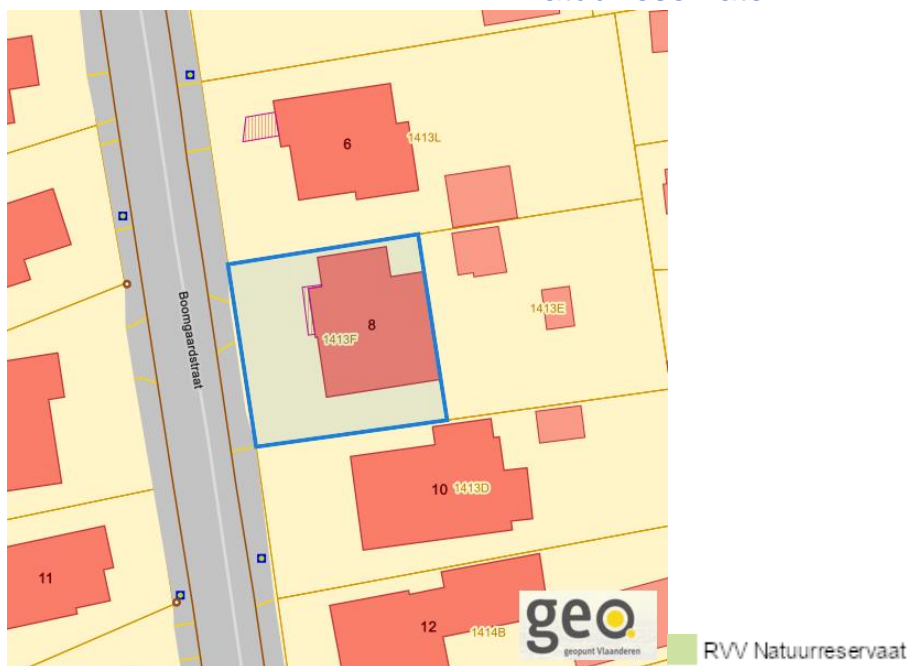 6
1413L
Boomgaardstraat
8
1413F
1413E
10
1413D
11
12
1414B
geo.
geopunt Vlaanderen
RVV Natuurreservaat